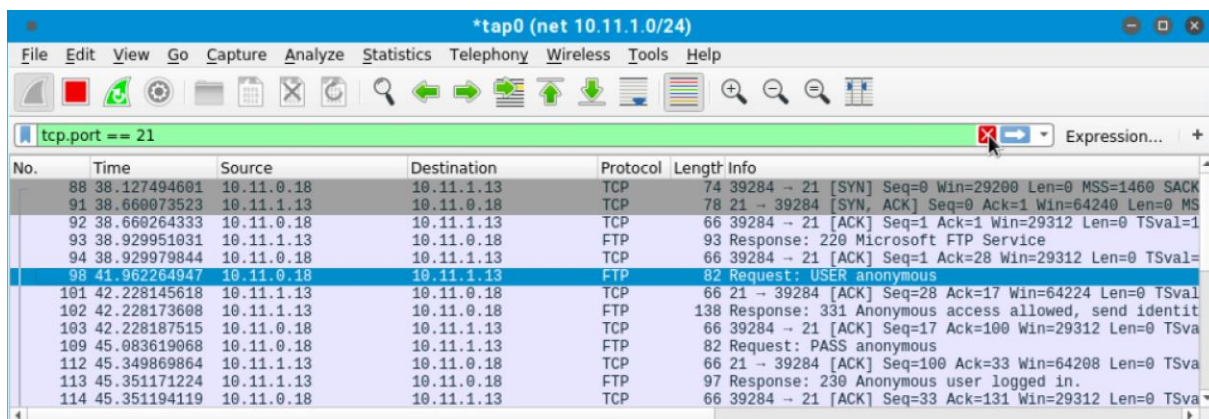 *tap0 (net 10.11.1.0/24)
File Edit View Go Capture Analyze Statistics Telephony Wireless Tools Help
tcp.port == 21 Expression... +
No. Time Source Destination Protocol Length Info
88 38.127494601 10.11.0.18 10.11.1.13 TCP 74 39284 → 21 [SYN] Seq=0 Win=29200 Len=0 MSS=1460 SACK
91 38.660073523 10.11.1.13 10.11.0.18 TCP 78 21 → 39284 [SYN, ACK] Seq=0 Ack=1 Win=64240 Len=0 MS
92 38.660264333 10.11.0.18 10.11.1.13 TCP 66 39284 → 21 [ACK] Seq=1 Ack=1 Win=29312 Len=0 TSval=1
93 38.929951031 10.11.1.13 10.11.0.18 FTP 93 Response: 220 Microsoft FTP Service
94 38.929979844 10.11.0.18 10.11.1.13 TCP 66 39284 → 21 [ACK] Seq=1 Ack=28 Win=29312 Len=0 TSval=
98 41.962264947 10.11.0.18 10.11.1.13 FTP 82 Request: USER anonymous
101 42.228145618 10.11.1.13 10.11.0.18 TCP 66 21 → 39284 [ACK] Seq=28 Ack=17 Win=64224 Len=0 TSval
102 42.228173608 10.11.1.13 10.11.0.18 FTP 138 Response: 331 Anonymous access allowed, send identit
103 42.228187515 10.11.0.18 10.11.1.13 TCP 66 39284 → 21 [ACK] Seq=17 Ack=100 Win=29312 Len=0 TSva
109 45.083619068 10.11.0.18 10.11.1.13 FTP 82 Request: PASS anonymous
112 45.349869864 10.11.1.13 10.11.0.18 TCP 66 21 → 39284 [ACK] Seq=100 Ack=33 Win=64208 Len=0 TSva
113 45.351171224 10.11.1.13 10.11.0.18 FTP 97 Response: 230 Anonymous user logged in.
114 45.351194119 10.11.0.18 10.11.1.13 TCP 66 39284 → 21 [ACK] Seq=33 Ack=131 Win=29312 Len=0 TSva